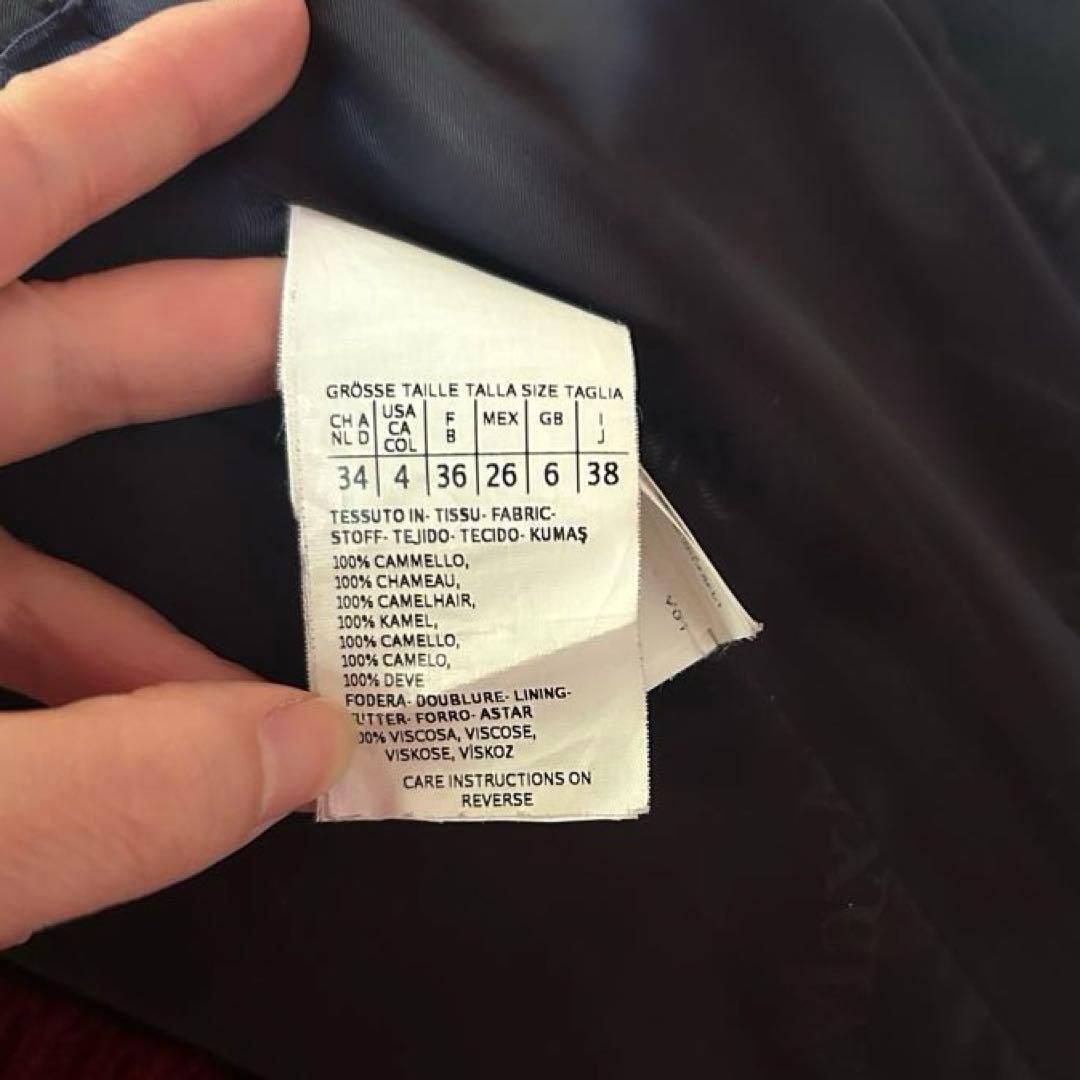 GRÖSSE TAILLE TALLA SIZE TAGLIA
CH A NL D | USA CA COL | F B | MEX | GB | I J
34 | 4 | 36 | 26 | 6 | 38
TESSUTO IN- TISSU- FABRIC-
STOFF- TEJIDO- TECIDO- KUMAŞ
100% CAMMELLO,
100% CHAMEAU,
100% CAMELHAIR,
100% KAMEL,
100% CAMELLO,
100% CAMELO,
100% DEVE
FODERA- DOUBLURE- LINING-
UTTER- FORRO- ASTAR
00% VISCOSA, VISCOSE,
VISKOSE, VİSKOZ
CARE INSTRUCTIONS ON
REVERSE